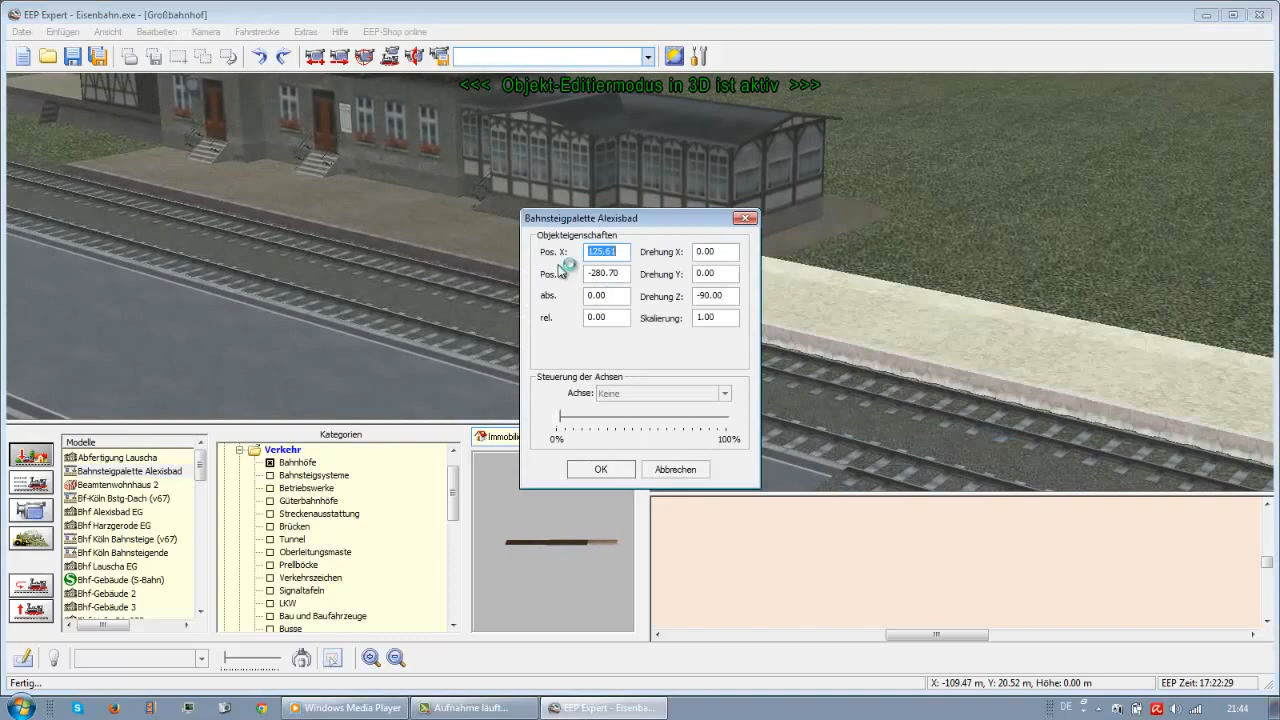 EEP Expert - Eisenbahn.exe - [Großbahnhof]
Datei Einfügen Ansicht Bearbeiten Kamera Fahrstrecke Extras Hilfe EEP-Shop online
<<< Objekt-Editiermodus in 3D ist aktiv >>>
Bahnsteigpalette Alexisbad
Objekteigenschaften
Pos. X: 125.61 Drehung X: 0.00
Pos. -280.70 Drehung Y: 0.00
abs. 0.00 Drehung Z: -90.00
rel. 0.00 Skalierung: 1.00
Steuerung der Achsen
Achse: Keine
0% 100%
OK Abbrechen
Modelle
Abfertigung Lauscha
Bahnsteigpalette Alexisbad
Beamtenwohnhaus 2
Bf-Köln Bstg-Dach (v67)
Bhf Alexisbad EG
Bhf Harzgerode EG
Bhf Köln Bahnsteige (v67)
Bhf Köln Bahnsteigende
Bhf Lauscha EG
Bhf-Gebäude (S-Bahn)
Bhf-Gebäude 2
Bhf-Gebäude 3
Kategorien
Verkehr
Bahnhöfe
Bahnsteigsysteme
Betriebswerke
Güterbahnhöfe
Streckenausstattung
Brücken
Tunnel
Oberleitungsmaste
Prellböcke
Verkehrszeichen
Signaltafeln
LKW
Bau und Baufahrzeuge
Busse
Immobili
Fertig...
X: -109.47 m, Y: 20.52 m, Höhe: 0.00 m
EEP Zeit: 17:22:29
Windows Media Player
Aufnahme läuft...
EEP Expert - Eisenba...
DE
21:44